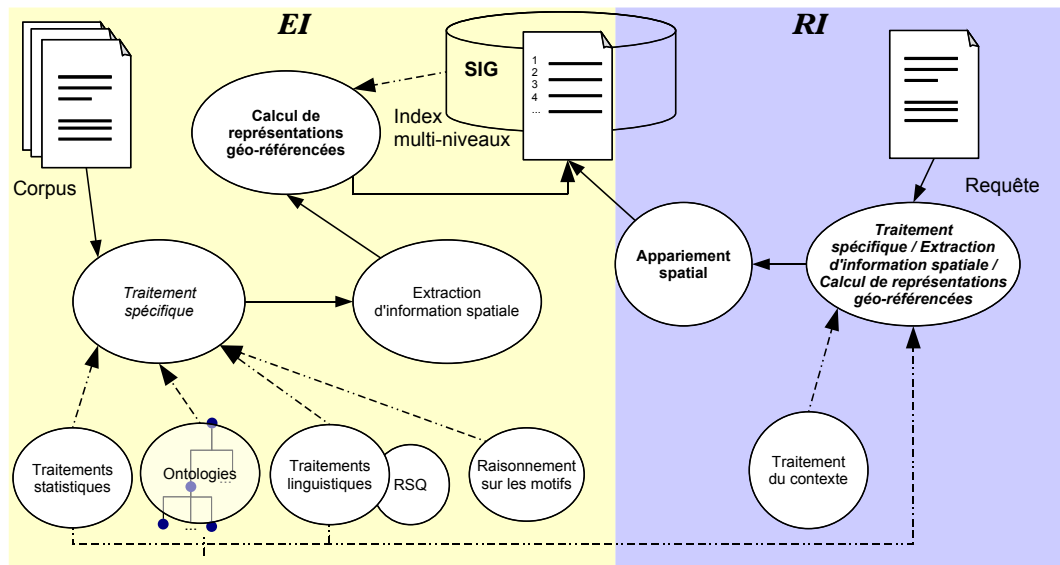 EI
RI
SIG
1
2
3
4
...
Calcul de
représentations
géo-référencées
Index
multi-niveaux
Corpus
Requête
Traitement
spécifique
Extraction
d'information spatiale
Appariement
spatial
Traitement
spécifique / Extraction
d'information spatiale /
Calcul de représentations
géo-référencées
Traitements
statistiques
Ontologies
...
...
Traitements
linguistiques
RSQ
Raisonnement
sur les motifs
Traitement
du contexte